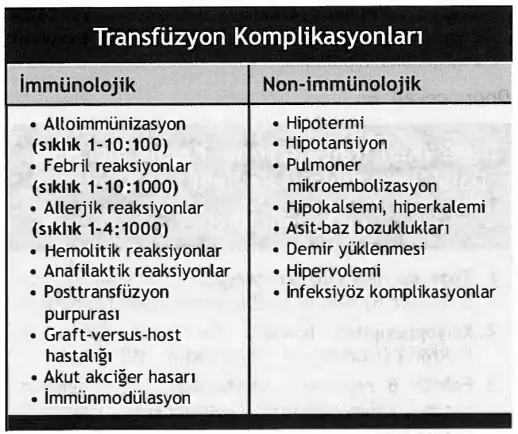 Transfüzyon Komplikasyonları
İmmünolojik
• Alloimmünizasyon
(sıklık 1-10:100)
• Febril reaksiyonlar
(sıklık 1-10:1000)
• Allerjik reaksiyonlar
(sıklık 1-4:1000)
• Hemolitik reaksiyonlar
• Anafilaktik reaksiyonlar
• Posttransfüzyon
purpurası
• Graft-versus-host
hastalığı
• Akut akciğer hasarı
• İmmünmodülasyon
Non-immünolojik
• Hipotermi
• Hipotansiyon
• Pulmoner
mikroembolizasyon
• Hipokalsemi, hiperkalemi
• Asit-baz bozuklukları
• Demir yüklenmesi
• Hipervolemi
• İnfeksiyöz komplikasyonlar